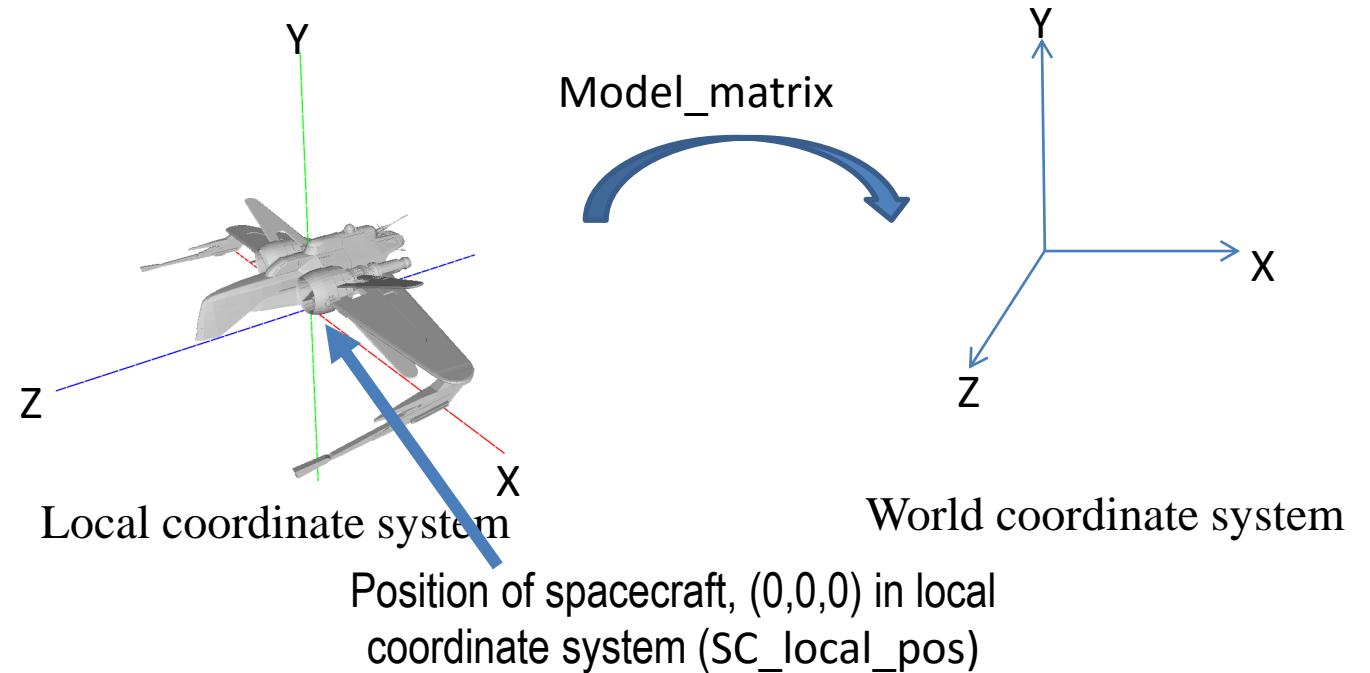 Y
Y
Model_matrix
X
Z
Z
X
Local coordinate system
World coordinate system
Position of spacecraft, (0,0,0) in local
coordinate system (SC_local_pos)